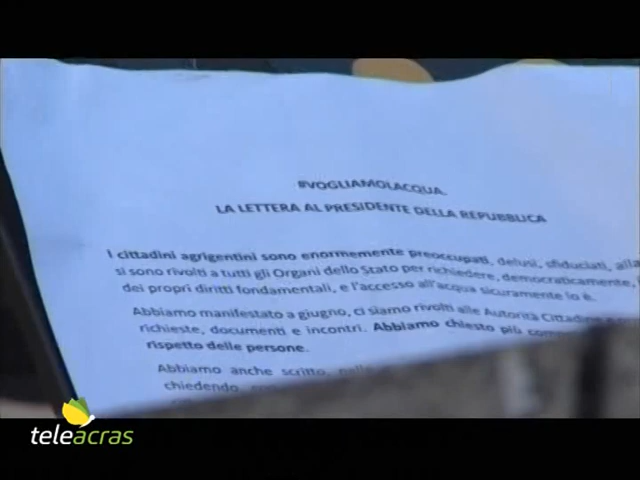 #VOGLIAMOLACQUA.
LA LETTERA AL PRESIDENTE DELLA REPUBBLICA
I cittadini agrigentini sono enormemente preoccupati, delusi, sfiduciati,
si sono rivolti a tutti gli Organi dello Stato per richiedere, democraticamente,
dei propri diritti fondamentali, e l'accesso all'acqua sicuramente lo è.
Abbiamo manifestato a giugno, ci siamo rivolti alle Autorità Cittadine
richieste, documenti e incontri. Abbiamo chiesto più
rispetto delle persone.
Abbiamo anche scritto,
chiedendo
teleacras